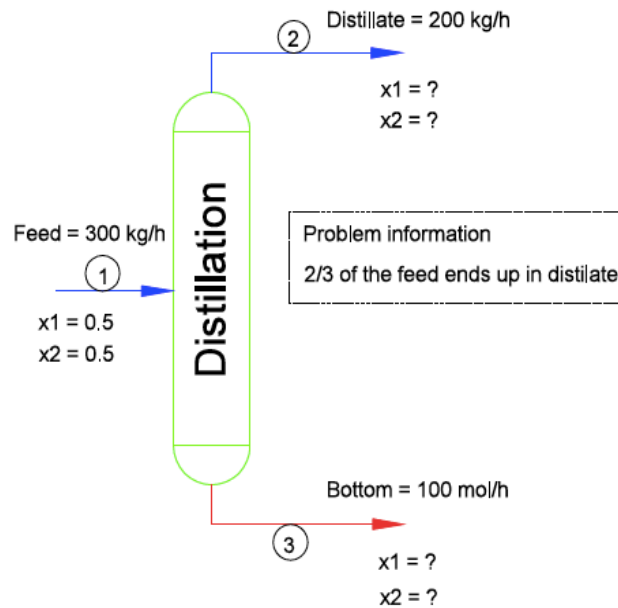 Distillate = 200 kg/h
2
x1 = ?
x2 = ?
Distillation
Feed = 300 kg/h
1
x1 = 0.5
x2 = 0.5
Problem information
2/3 of the feed ends up in distilate
Bottom = 100 mol/h
3
x1 = ?
x2 = ?